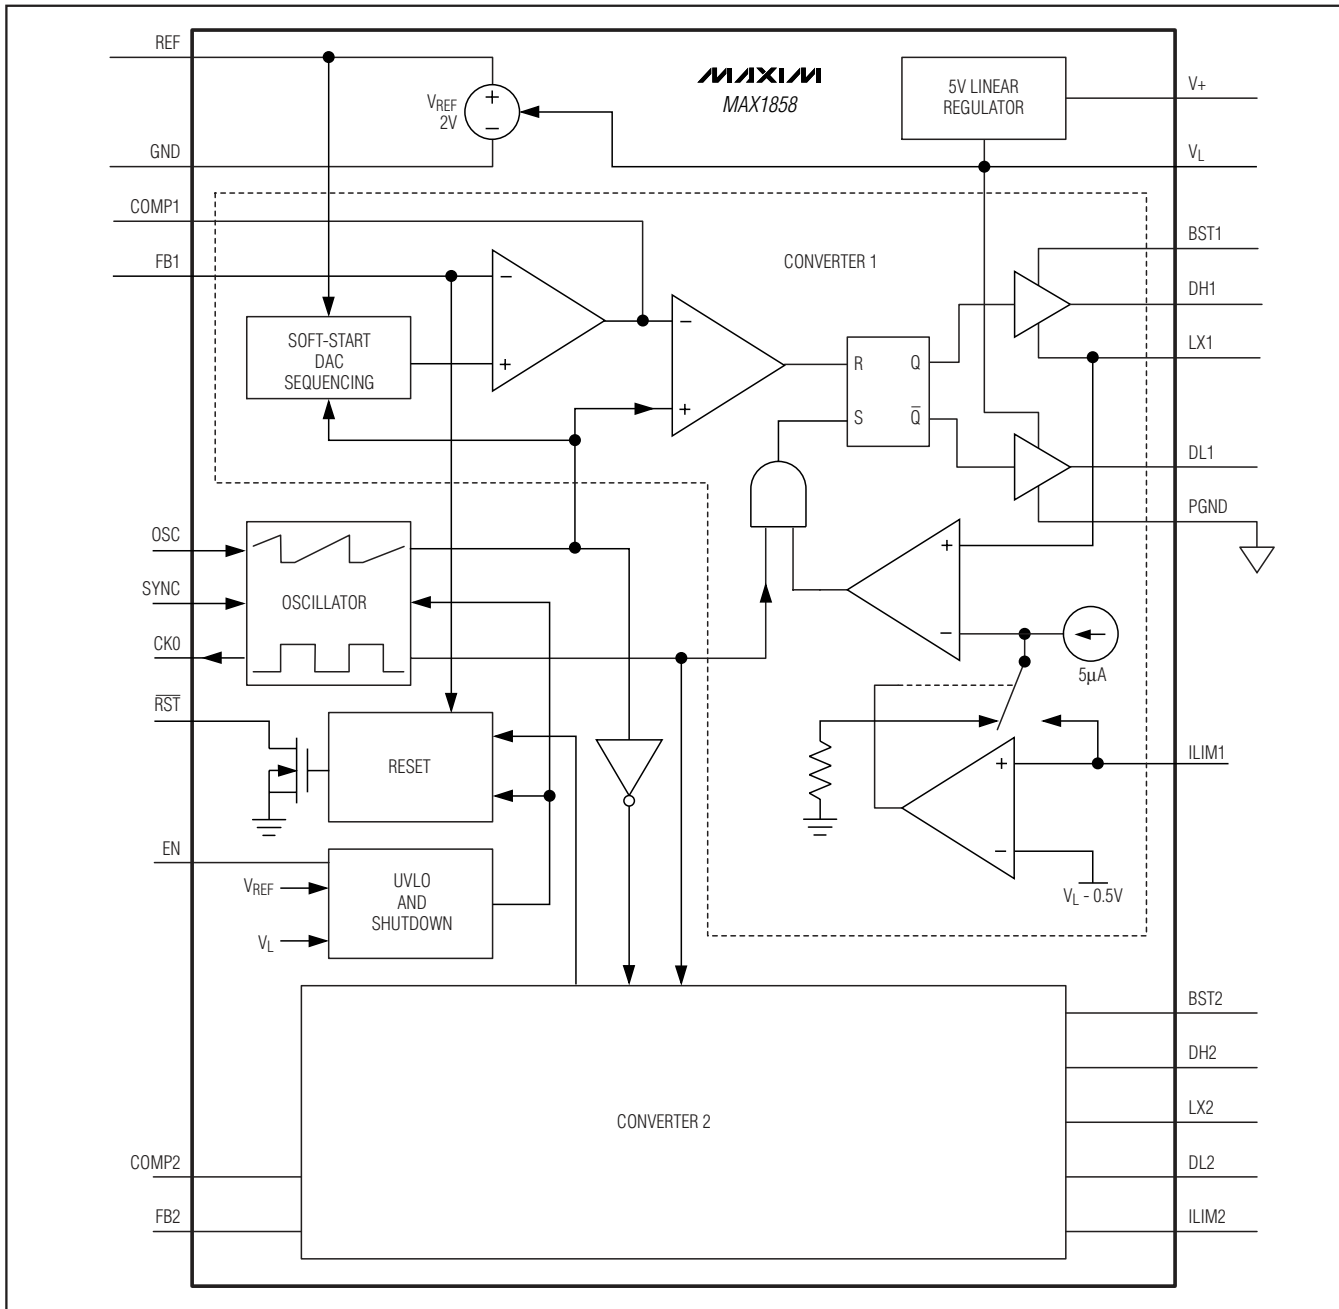 REF
MAXIM
MAX1858
5V LINEAR
REGULATOR
V+
VREF
2V
+
−
GND
VL
COMP1
BST1
FB1
CONVERTER 1
−
DH1
SOFT-START
DAC
SEQUENCING
−
LX1
+
R
Q
+
S
Q̅
DL1
PGND
OSC
+
SYNC
OSCILLATOR
−
CK0
5µA
R̅S̅T̅
RESET
+
ILIM1
EN
−
VREF
UVLO
AND
SHUTDOWN
VL - 0.5V
VL
BST2
DH2
CONVERTER 2
LX2
COMP2
DL2
FB2
ILIM2